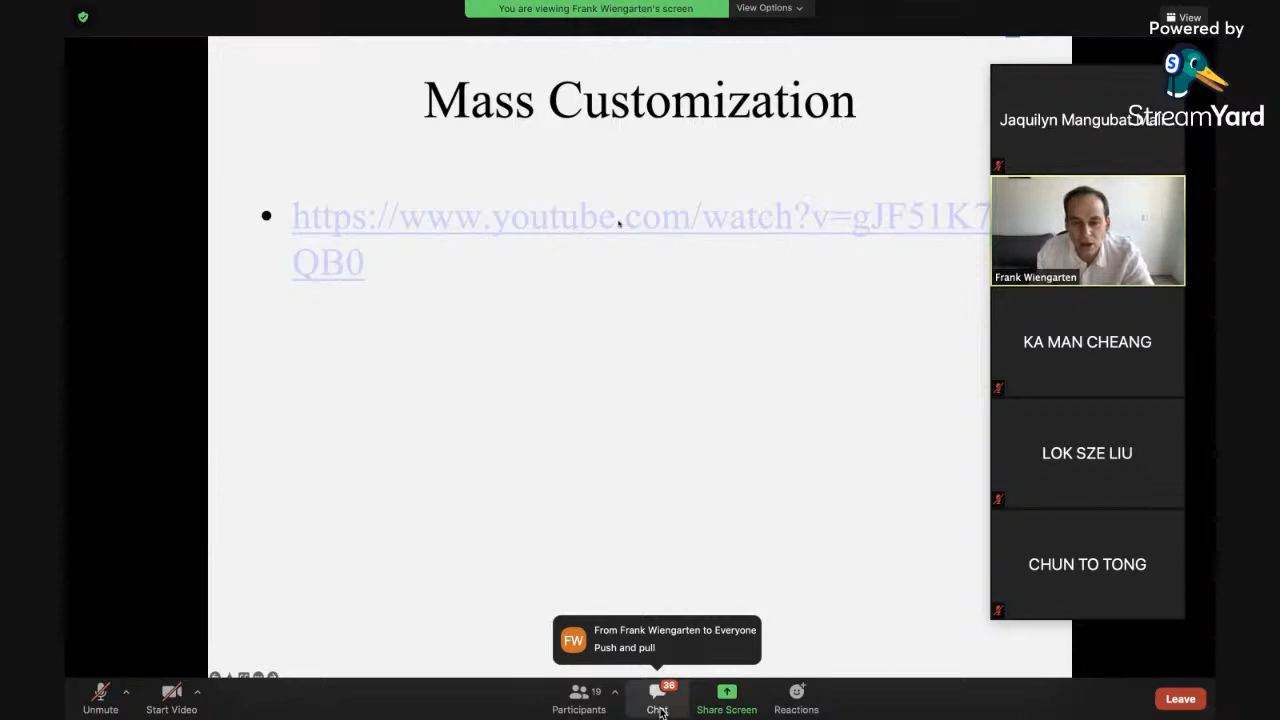 You are viewing Frank Wiengarten's screen
View Options
View
Powered by
StreamYard
Mass Customization
https://www.youtube.com/watch?v=gJF51K7
QB0
Jaquilyn Mangubat
Frank Wiengarten
KA MAN CHEANG
LOK SZE LIU
CHUN TO TONG
FW
From Frank Wiengarten to Everyone
Push and pull
Unmute
Start Video
Participants
19
Chat
36
Share Screen
Reactions
Leave